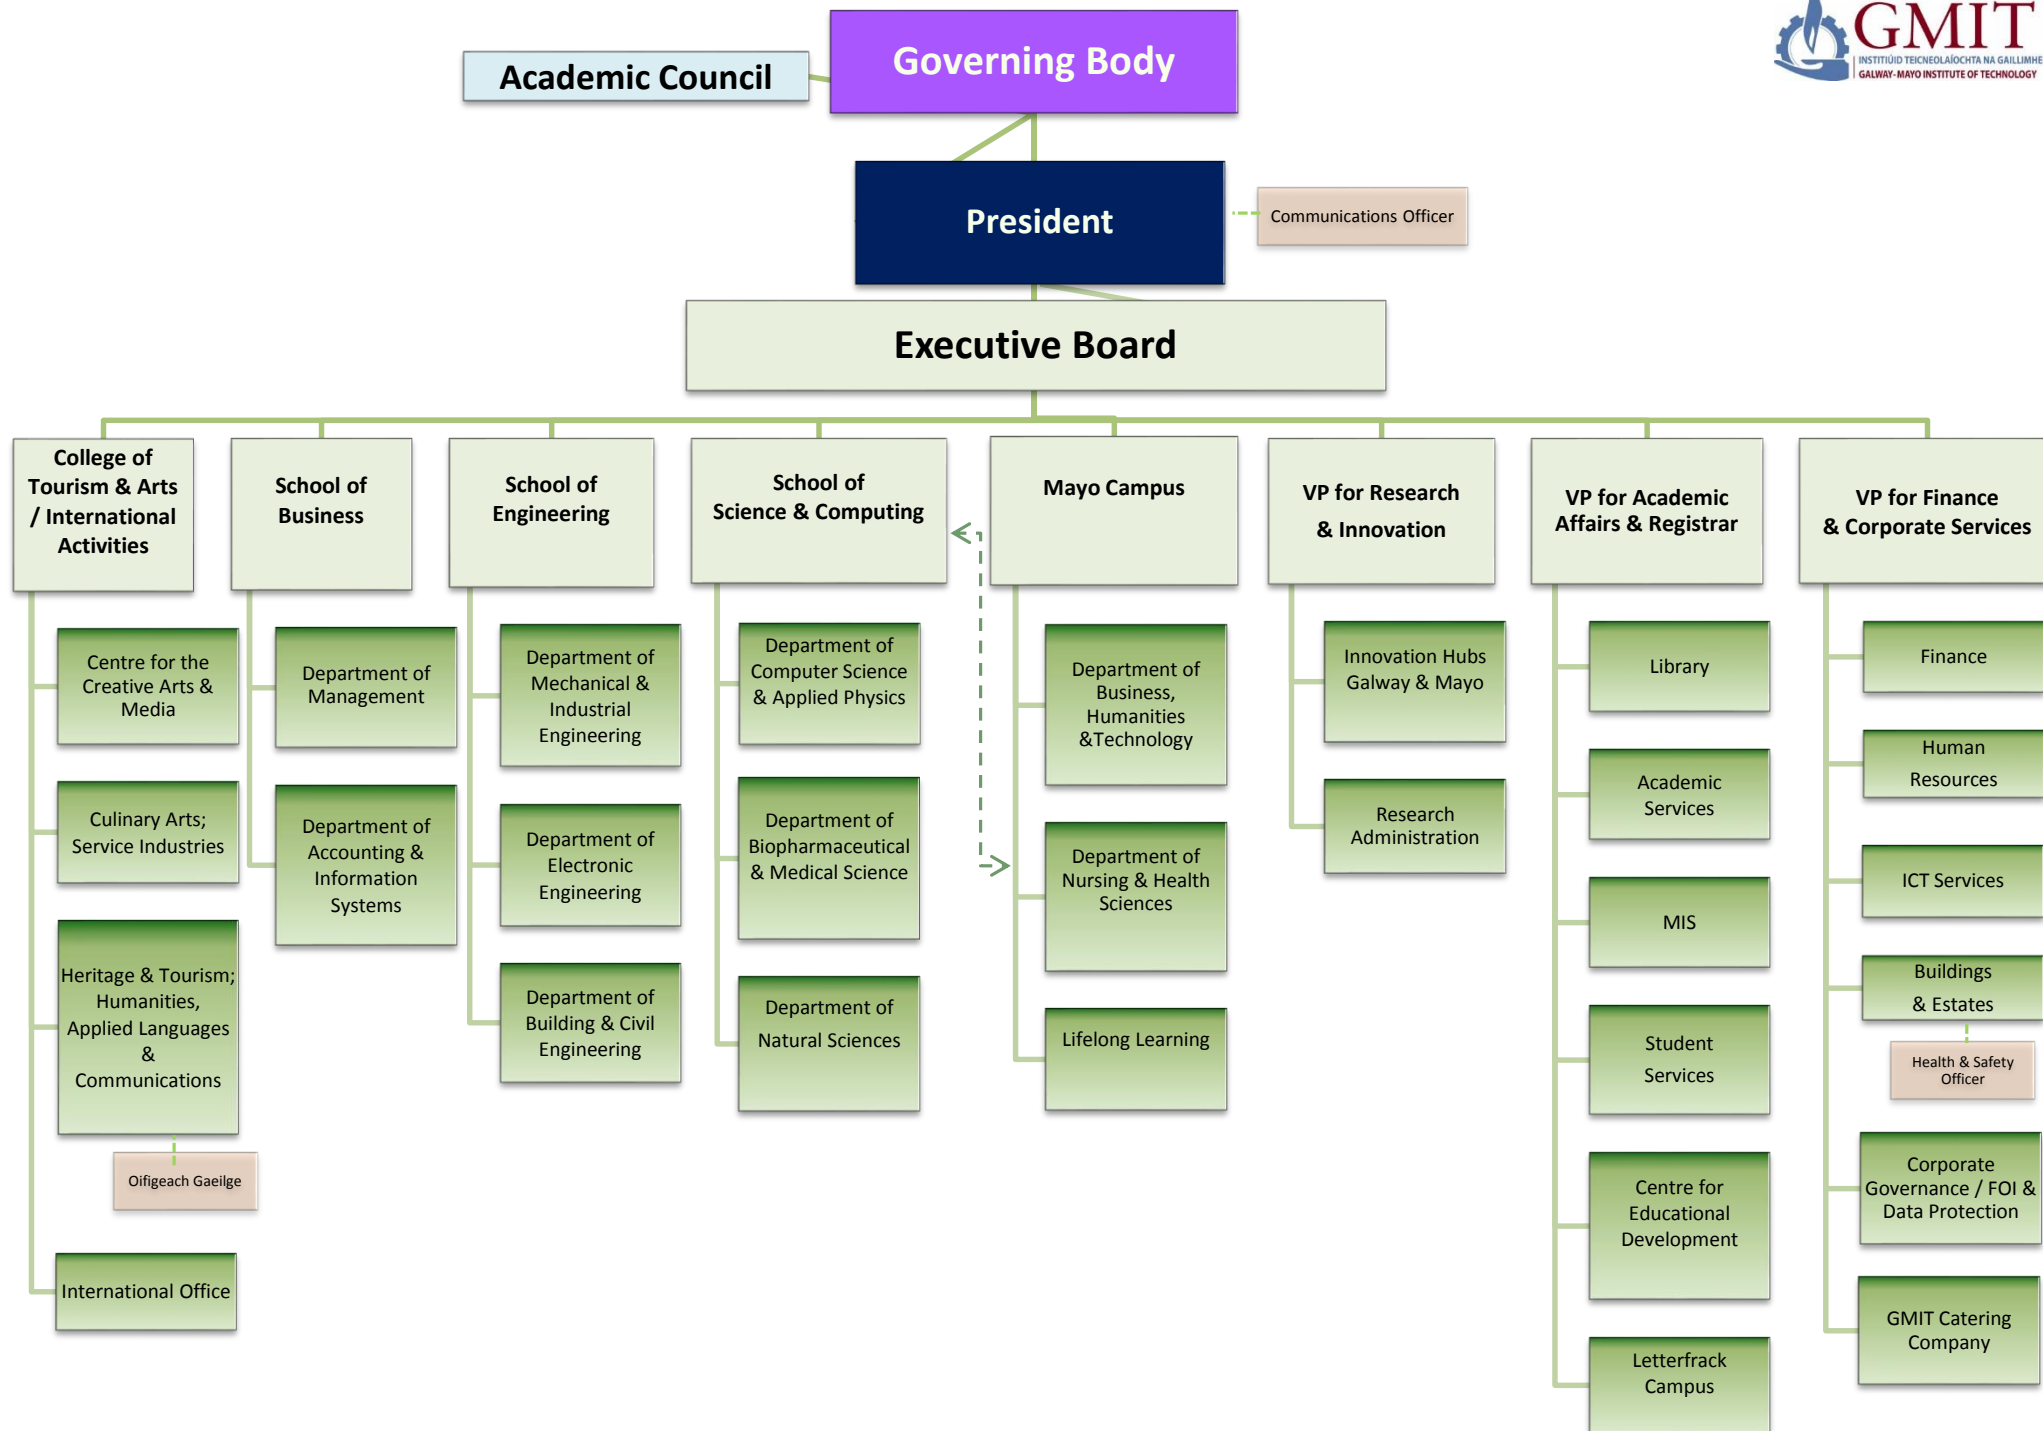 GMIT
INSTITIÚID TEICNEOLAÍOCHTA NA GAILLIMHE
GALWAY-MAYO INSTITUTE OF TECHNOLOGY
Governing Body
Academic Council
President
Communications Officer
Executive Board
College of
Tourism & Arts
/ International
Activities
School of
Business
School of
Engineering
School of
Science & Computing
Mayo Campus
VP for Research
& Innovation
VP for Academic
Affairs & Registrar
VP for Finance
& Corporate Services
Centre for the
Creative Arts &
Media
Culinary Arts;
Service Industries
Heritage & Tourism;
Humanities,
Applied Languages
&
Communications
Oifigeach Gaeilge
International Office
Department of
Management
Department of
Accounting &
Information
Systems
Department of
Mechanical &
Industrial
Engineering
Department of
Electronic
Engineering
Department of
Building & Civil
Engineering
Department of
Computer Science
& Applied Physics
Department of
Biopharmaceutical
& Medical Science
Department of
Natural Sciences
Department of
Business,
Humanities
&Technology
Department of
Nursing & Health
Sciences
Lifelong Learning
Innovation Hubs
Galway & Mayo
Research
Administration
Library
Academic
Services
MIS
Student
Services
Centre for
Educational
Development
Letterfrack
Campus
Finance
Human
Resources
ICT Services
Buildings
& Estates
Health & Safety
Officer
Corporate
Governance / FOI &
Data Protection
GMIT Catering
Company